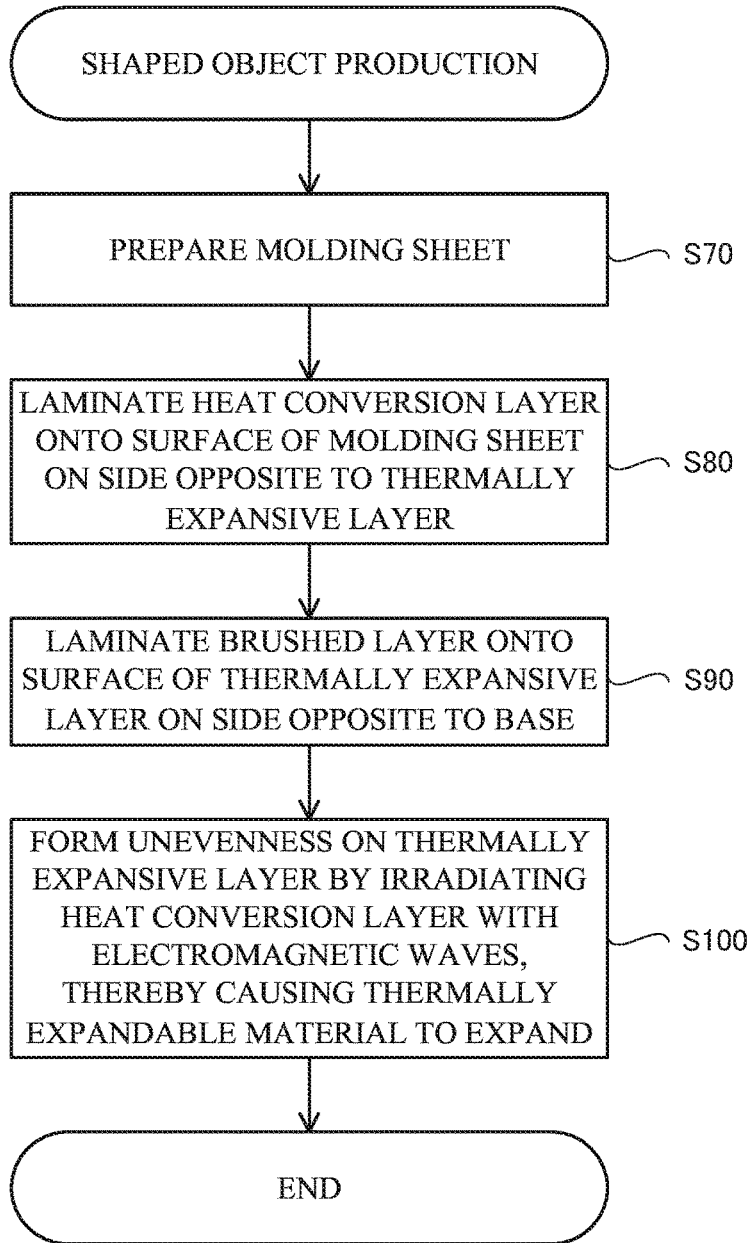 SHAPED OBJECT PRODUCTION
PREPARE MOLDING SHEET
S70
LAMINATE HEAT CONVERSION LAYER
ONTO SURFACE OF MOLDING SHEET
ON SIDE OPPOSITE TO THERMALLY
EXPANSIVE LAYER
S80
LAMINATE BRUSHED LAYER ONTO
SURFACE OF THERMALLY EXPANSIVE
LAYER ON SIDE OPPOSITE TO BASE
S90
FORM UNEVENNESS ON THERMALLY
EXPANSIVE LAYER BY IRRADIATING
HEAT CONVERSION LAYER WITH
ELECTROMAGNETIC WAVES,
THEREBY CAUSING THERMALLY
EXPANDABLE MATERIAL TO EXPAND
S100
END